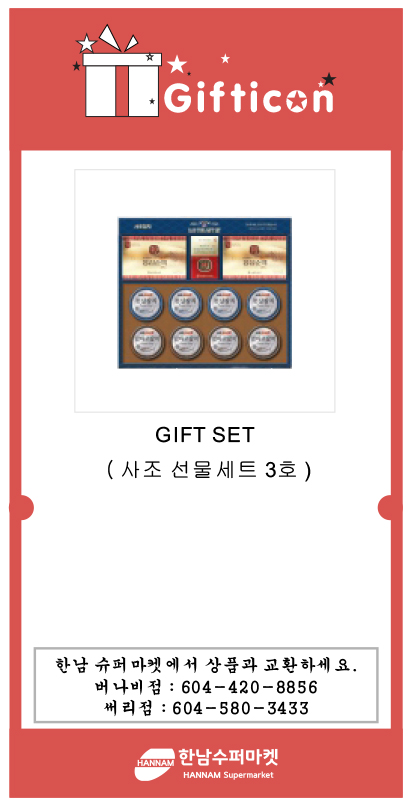 Gifticon
GIFT SET
( 사조 선물세트 3호 )
한남 슈퍼마켓에서 상품과 교환하세요.
버나비점 : 604-420-8856
써리점 : 604-580-3433
HANNAM 한남수퍼마켓
HANNAM Supermarket